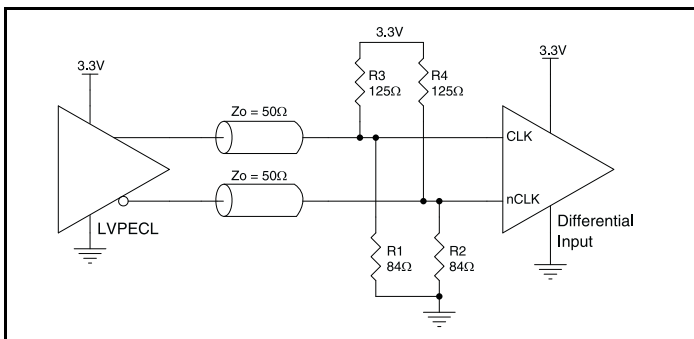 3.3V
3.3V
3.3V
R3
125Ω
R4
125Ω
Zo = 50Ω
CLK
Zo = 50Ω
nCLK
LVPECL
Differential
Input
R1
84Ω
R2
84Ω